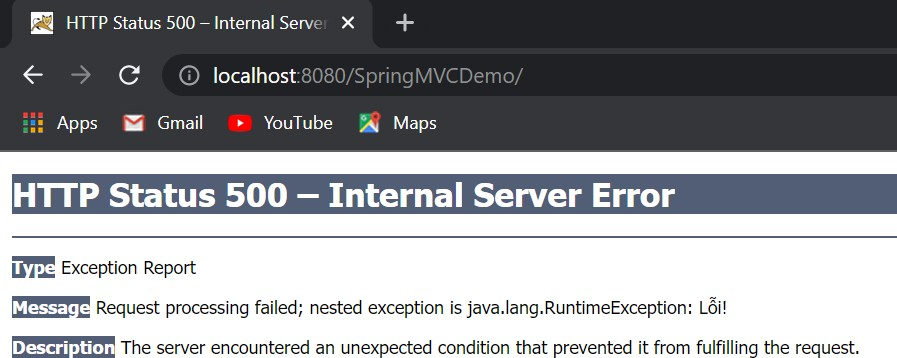 HTTP Status 500 – Internal Server
localhost:8080/SpringMVCDemo/
Apps Gmail YouTube Maps
HTTP Status 500 – Internal Server Error
Type Exception Report
Message Request processing failed; nested exception is java.lang.RuntimeException: Lỗi!
Description The server encountered an unexpected condition that prevented it from fulfilling the request.